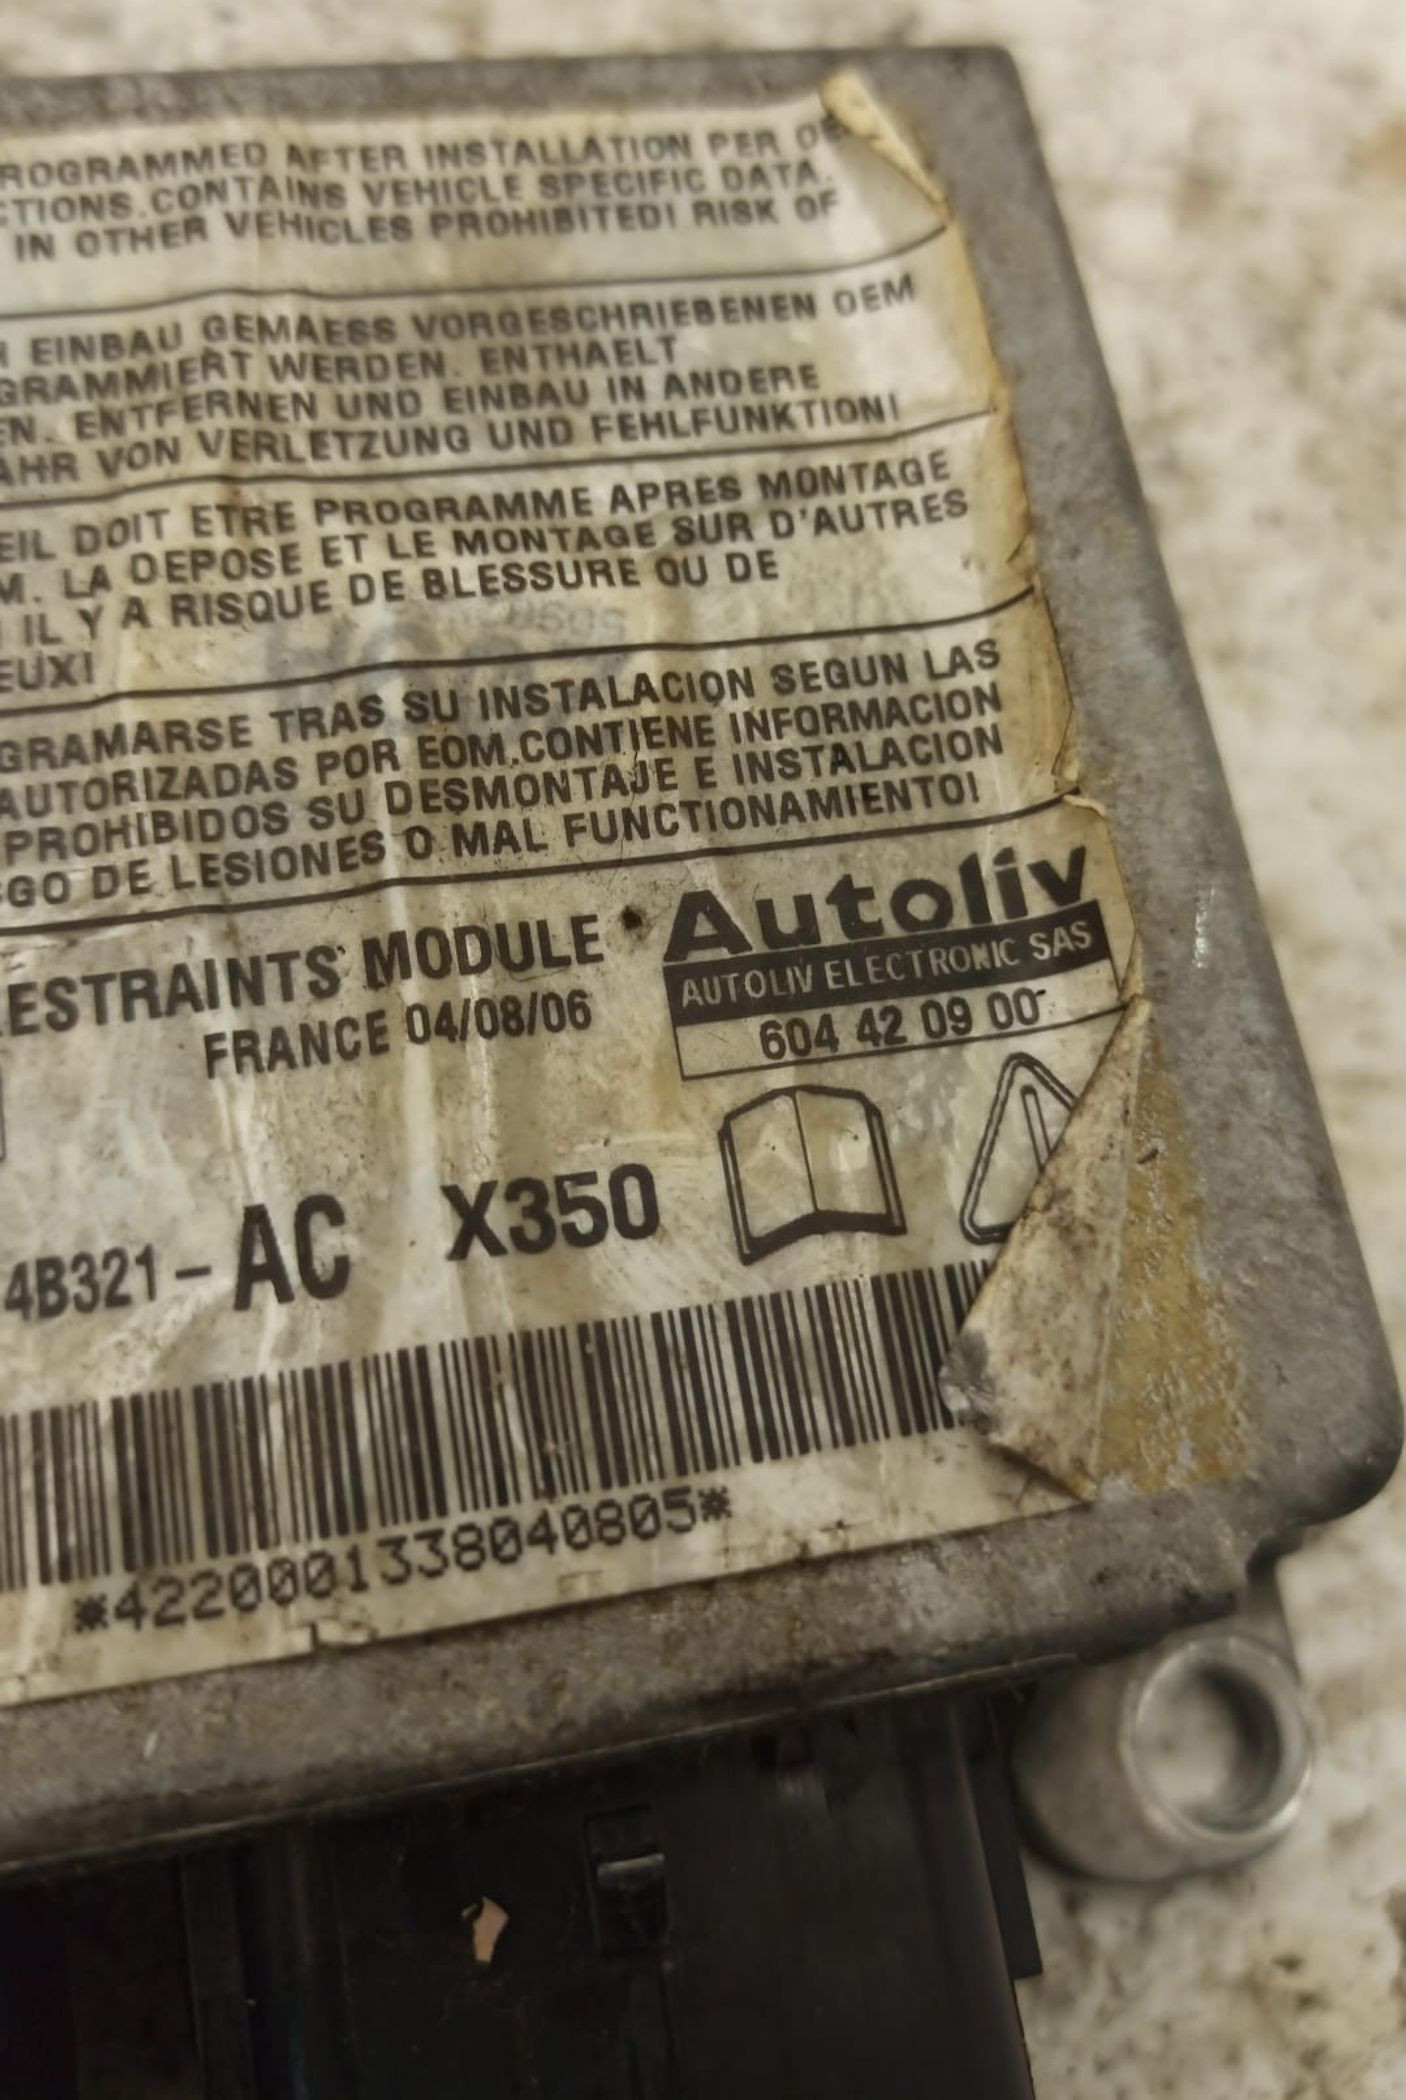 ROGRAMMED AFTER INSTALLATION PER OE
CTIONS.CONTAINS VEHICLE SPECIFIC DATA.
IN OTHER VEHICLES PROHIBITED! RISK OF
H EINBAU GEMAESS VORGESCHRIEBENEN OEM
GRAMMIERT WERDEN. ENTHAELT
EN. ENTFERNEN UND EINBAU IN ANDERE
AHR VON VERLETZUNG UND FEHLFUNKTION!
EIL DOIT ETRE PROGRAMME APRES MONTAGE
M. LA DEPOSE ET LE MONTAGE SUR D'AUTRES
IL Y A RISQUE DE BLESSURE OU DE
EUX!
GRAMARSE TRAS SU INSTALACION SEGUN LAS
AUTORIZADAS POR EOM.CONTIENE INFORMACION
PROHIBIDOS SU DESMONTAJE E INSTALACION
GO DE LESIONES O MAL FUNCTIONAMIENTO!
ESTRAINTS MODULE
FRANCE 04/08/06
Autoliv
AUTOLIV ELECTRONIC SAS
604 42 09 00
4B321-AC X350
*4220001338040805*